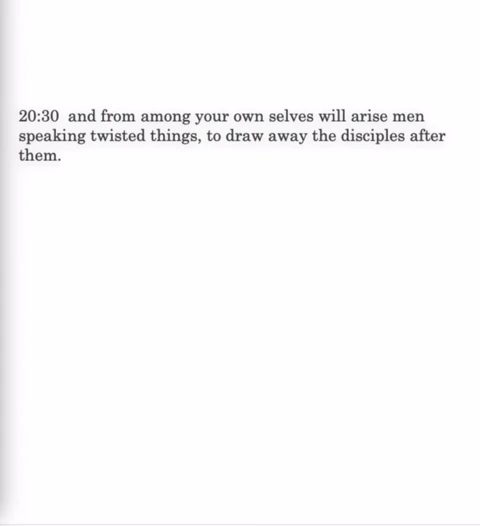 20:30 and from among your own selves will arise men
speaking twisted things, to draw away the disciples after
them.